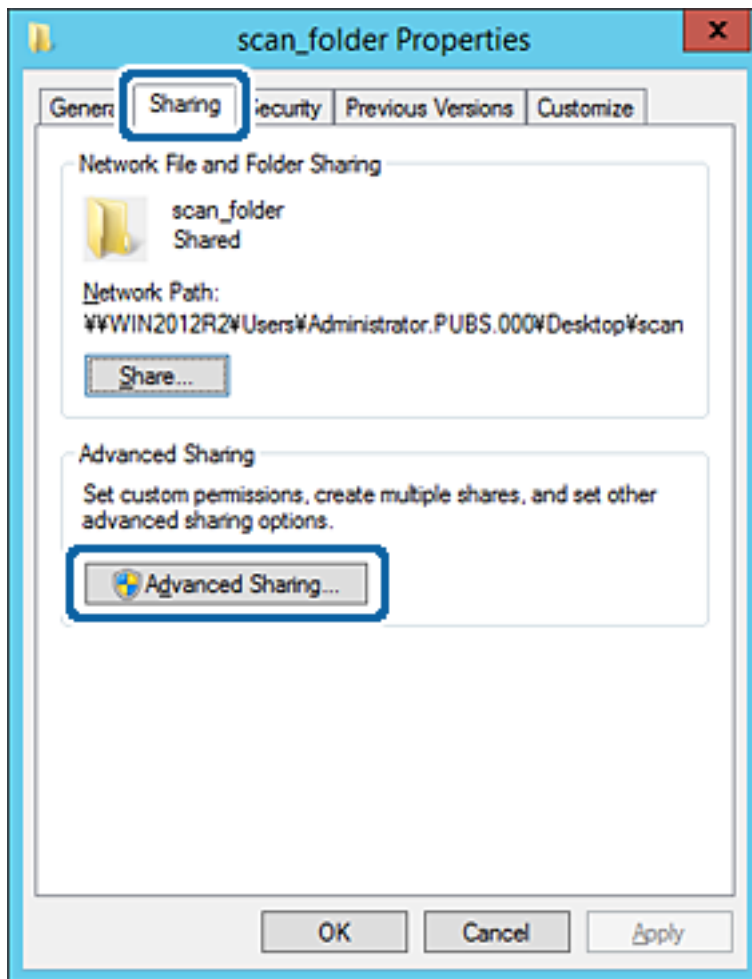 scan_folder Properties
x
General Sharing Security Previous Versions Customize
Network File and Folder Sharing
scan_folder
Shared
Network Path:
¥¥WIN2012R2¥Users¥Administrator.PUBS.000¥Desktop¥scan
Share...
Advanced Sharing
Set custom permissions, create multiple shares, and set other
advanced sharing options.
Advanced Sharing...
OK Cancel Apply